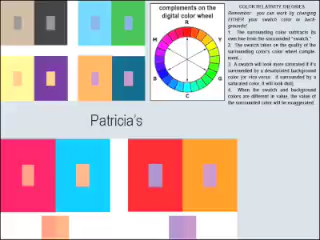 complements on the
digital color wheel
R
M
Y
B
G
C
COLOR RELATIVITY THEORIES
Remember: you can work by changing
EITHER your swatch color or back-
grounds!
1. The surrounding color subtracts its
own hue from the surrounded "swatch."
2. The swatch takes on the quality of the
surrounding color's color wheel comple-
ment.
3. A swatch will look more saturated if it's
surrounded by a desaturated background
color (or vice versa. If surrounded by a
saturated color, it will look dull).
4. When the swatch and background
colors are different in value, the value of
the surrounded color will be exaggerated.
Patricia's